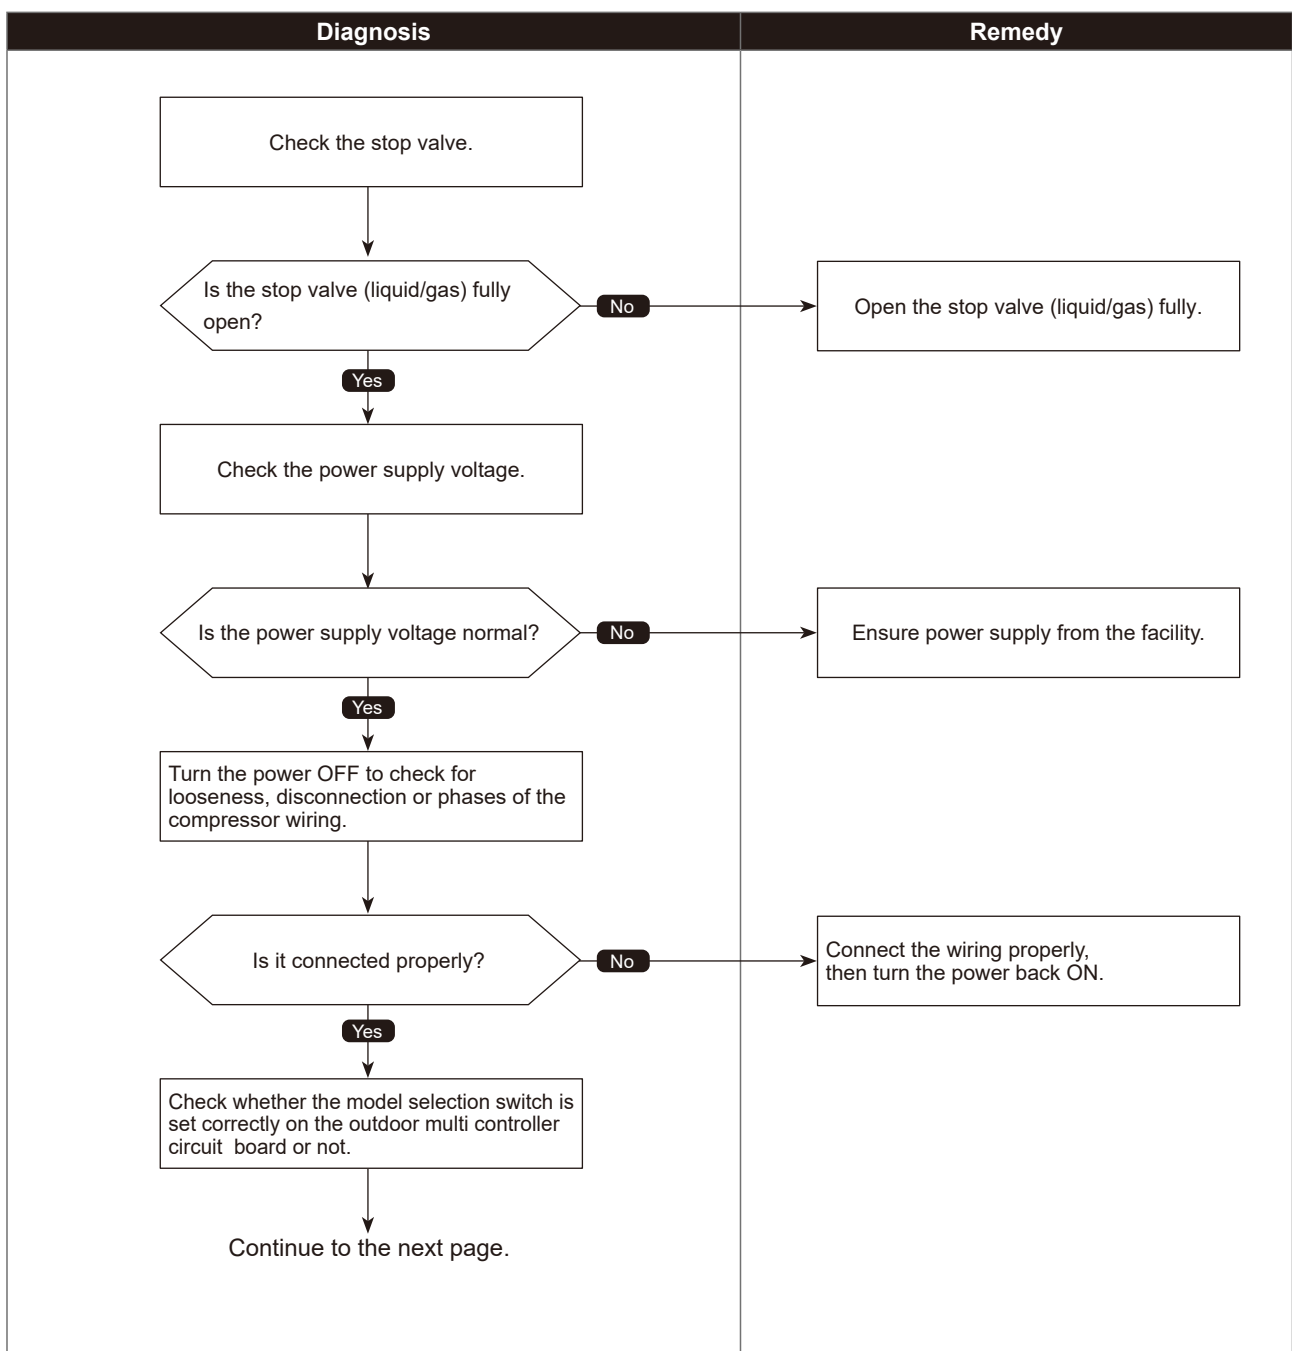 Diagnosis
Remedy
Check the stop valve.
Is the stop valve (liquid/gas) fully
open?
No
Open the stop valve (liquid/gas) fully.
Yes
Check the power supply voltage.
Is the power supply voltage normal?
No
Ensure power supply from the facility.
Yes
Turn the power OFF to check for
looseness, disconnection or phases of the
compressor wiring.
Is it connected properly?
No
Connect the wiring properly,
then turn the power back ON.
Yes
Check whether the model selection switch is
set correctly on the outdoor multi controller
circuit  board or not.
Continue to the next page.